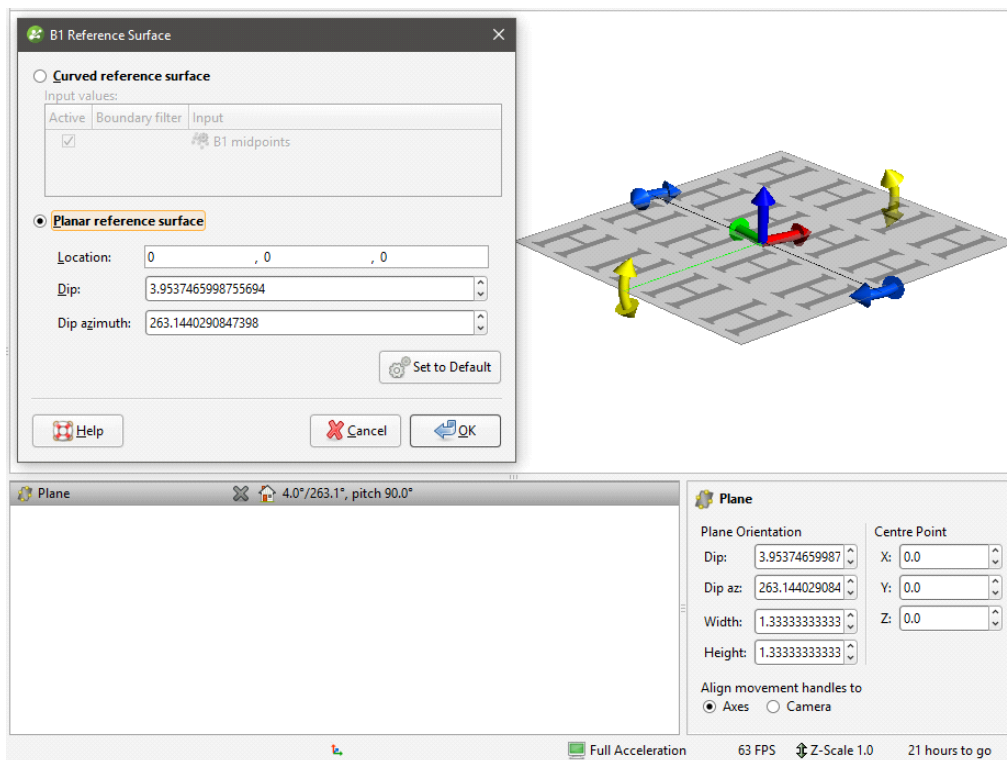 B1 Reference Surface
Curved reference surface
Input values:
Active Boundary filter Input
B1 midpoints
Planar reference surface
Location: 0 , 0 , 0
Dip: 3.9537465998755694
Dip azimuth: 263.1440290847398
Set to Default
Help Cancel OK
H H H H H H H H H H H H H H H H
Plane 4.0°/263.1°, pitch 90.0°
Plane
Plane Orientation Centre Point
Dip: 3.95374659987 X: 0.0
Dip az: 263.144029084 Y: 0.0
Width: 1.33333333333 Z: 0.0
Height: 1.33333333333
Align movement handles to
Axes Camera
Full Acceleration 63 FPS Z-Scale 1.0 21 hours to go